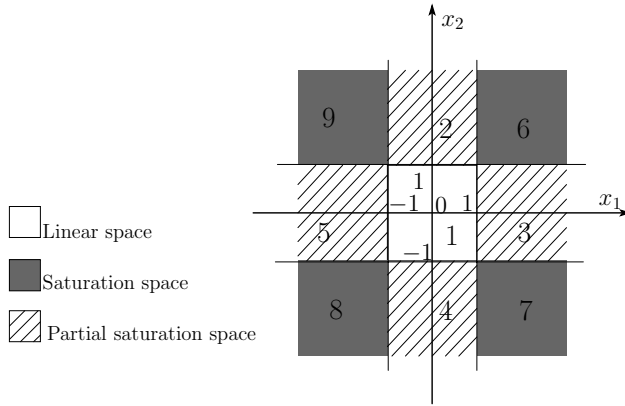 x₂
9 2 6
1
−1 0 1 x₁
5 1 3
−1
8 4 7
Linear space
Saturation space
Partial saturation space